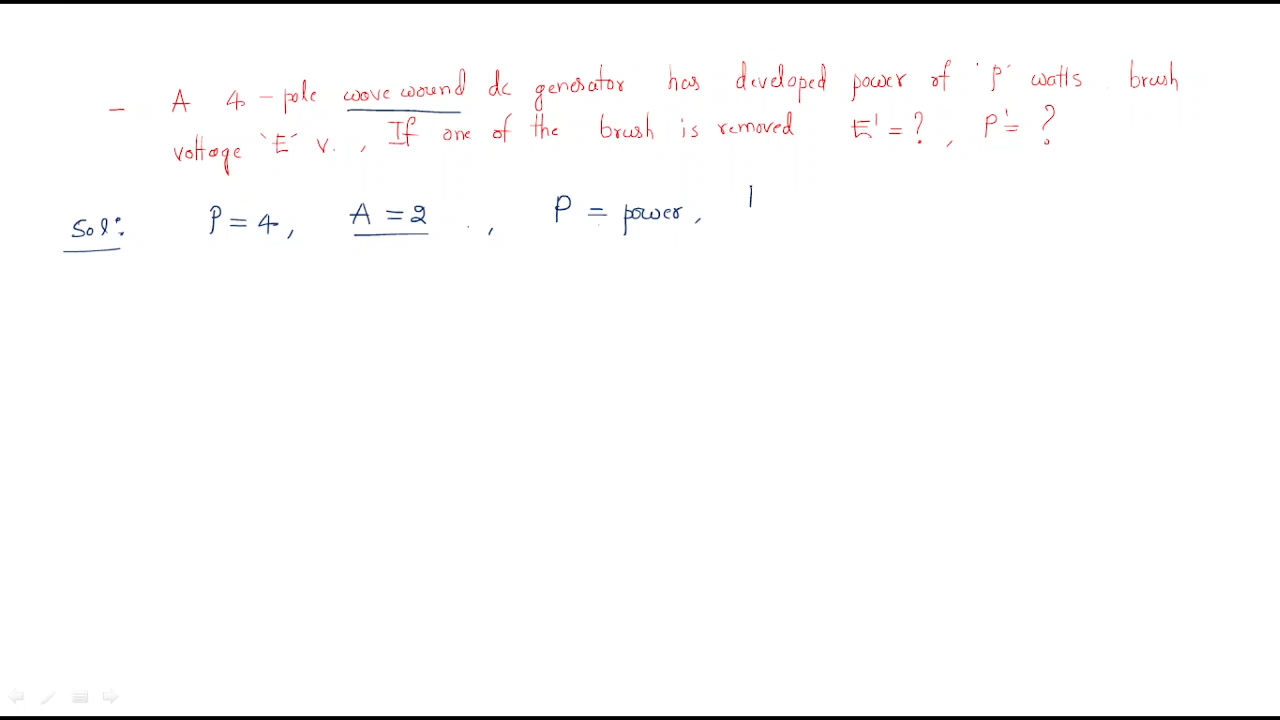 - A 4-pole wave wound dc generator has developed power of 'P' watts brush
voltage 'E' v., If one of the brush is removed E' = ?, P' = ?
Sol: P = 4, A = 2, P = power,